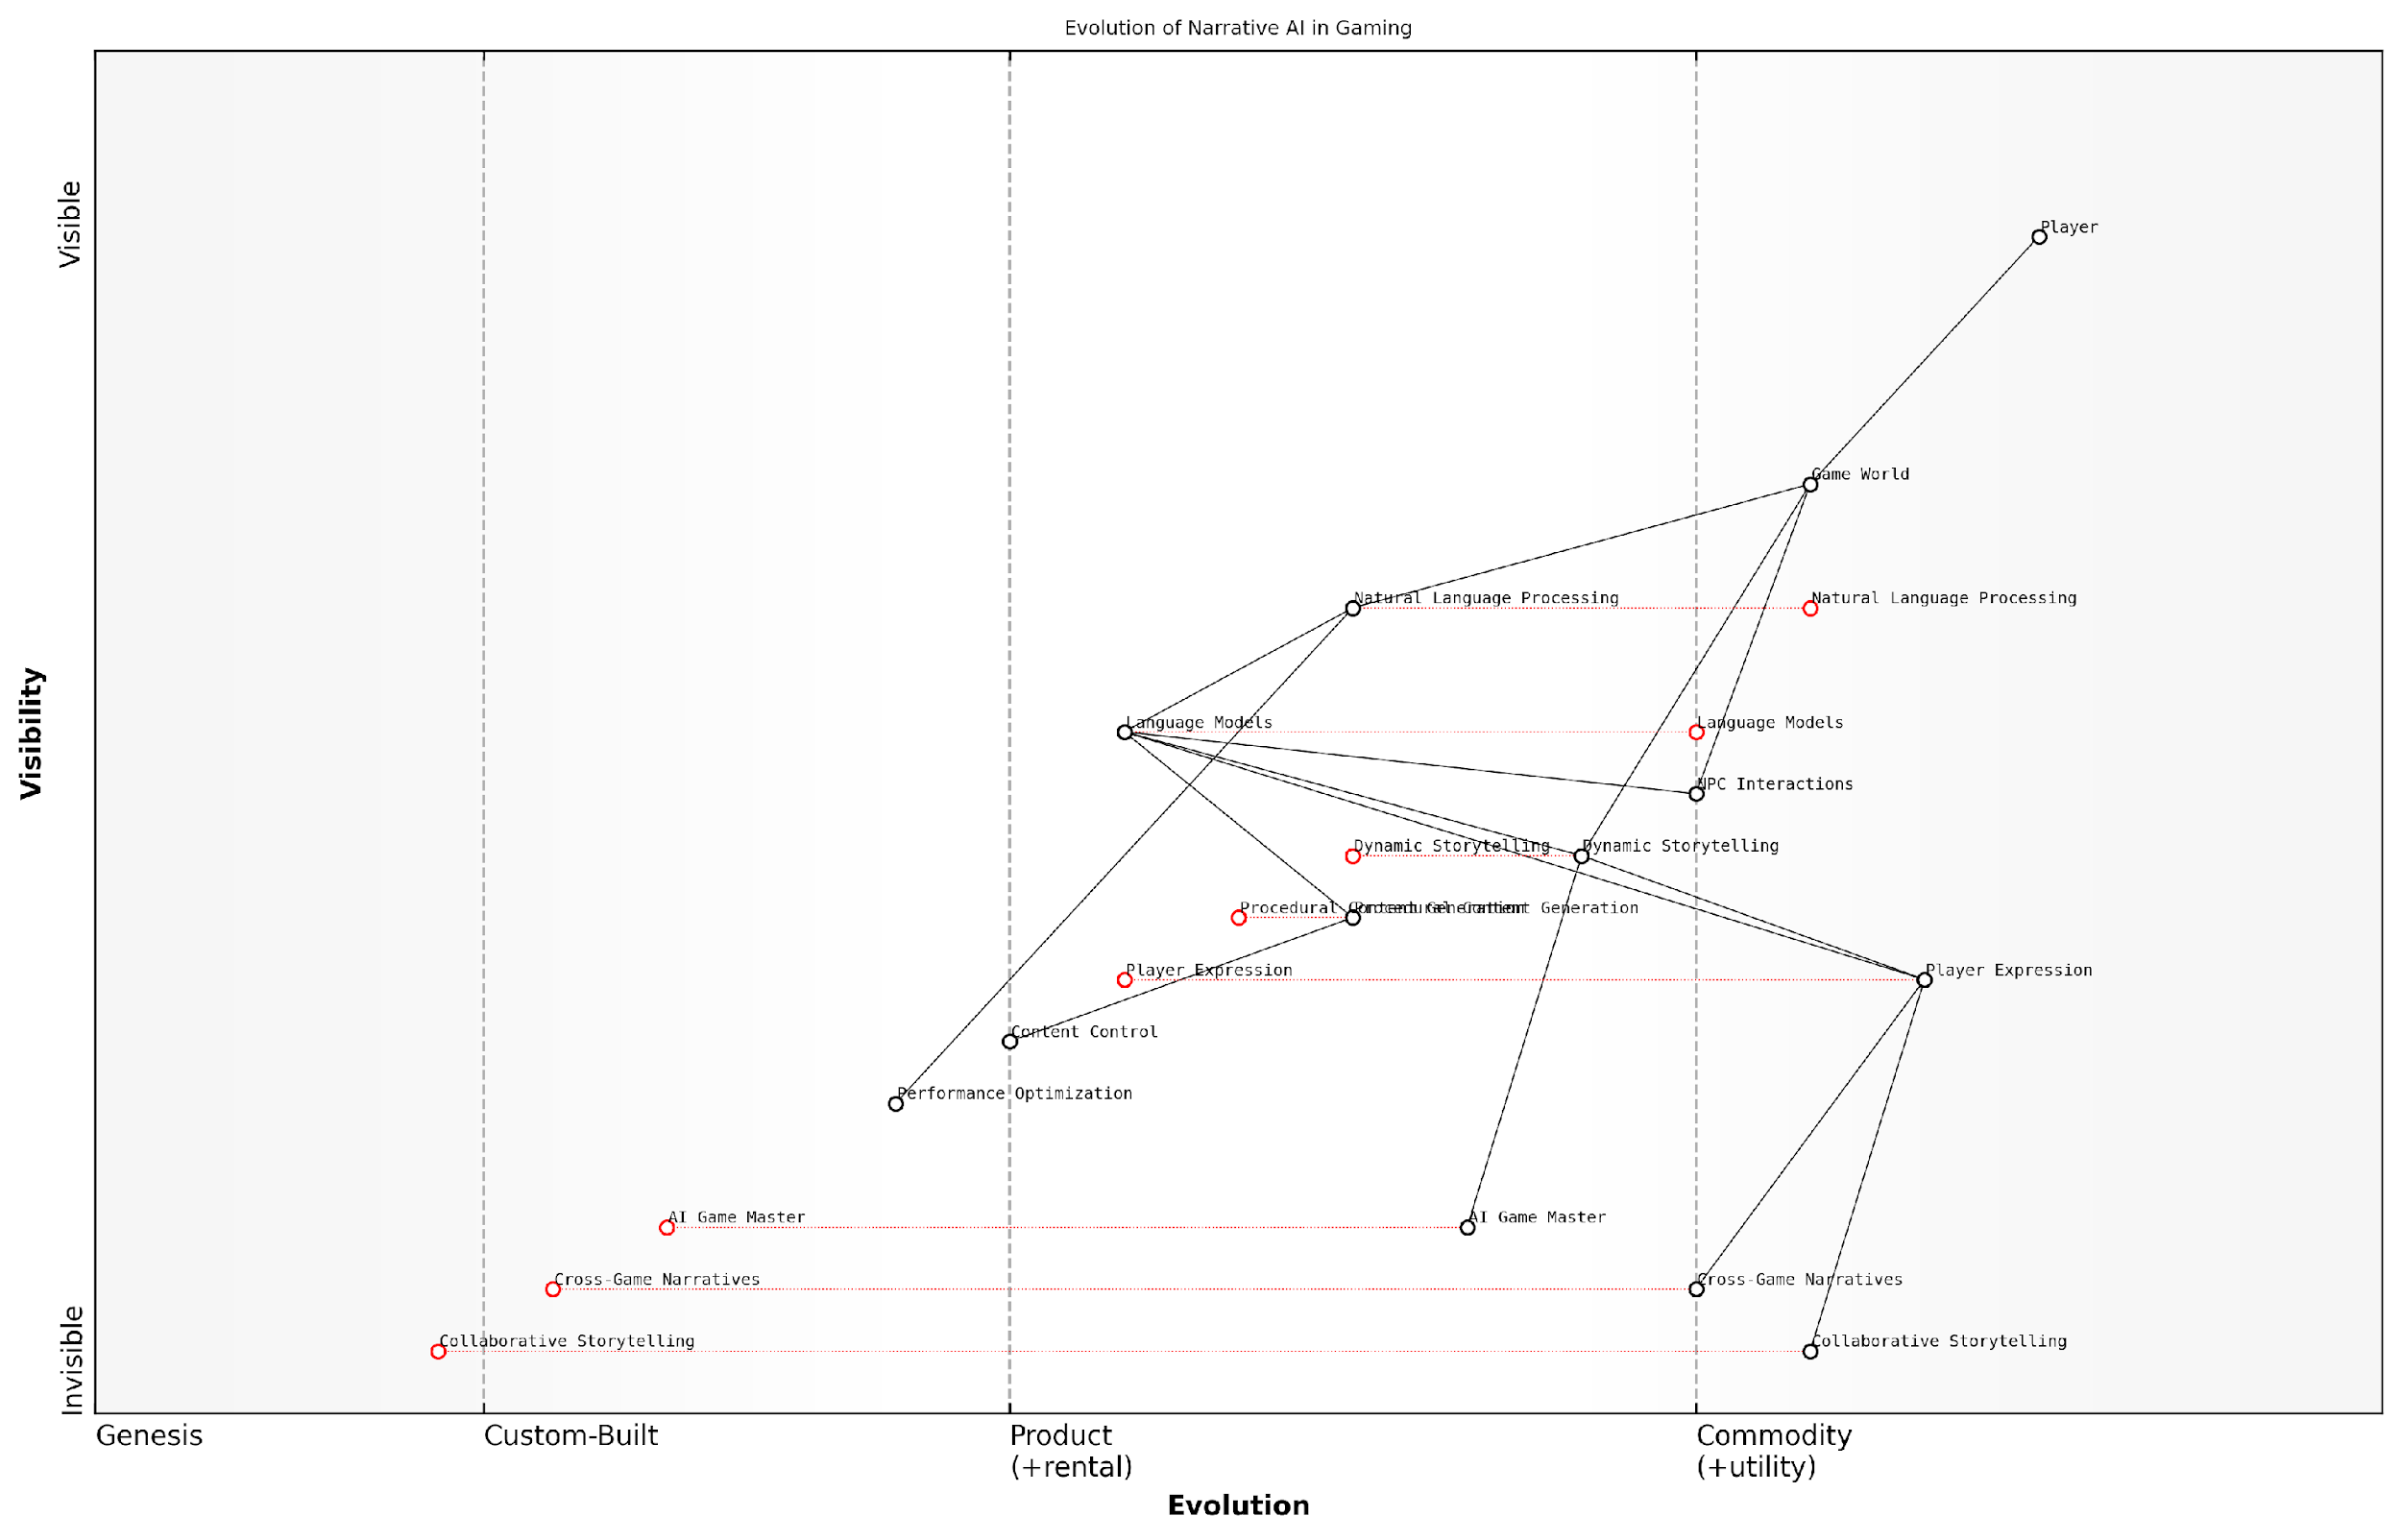 Evolution of Narrative AI in Gaming
Visible
Player
Game World
Natural Language Processing
Natural Language Processing
Visibility
Language Models
Language Models
NPC Interactions
Dynamic Storytelling
Dynamic Storytelling
Procedural Content Generation
Procedural Content Generation
Player Expression
Player Expression
Content Control
Performance Optimization
AI Game Master
AI Game Master
Cross-Game Narratives
Cross-Game Narratives
Invisible
Collaborative Storytelling
Collaborative Storytelling
Genesis
Custom-Built
Product
(+rental)
Commodity
(+utility)
Evolution